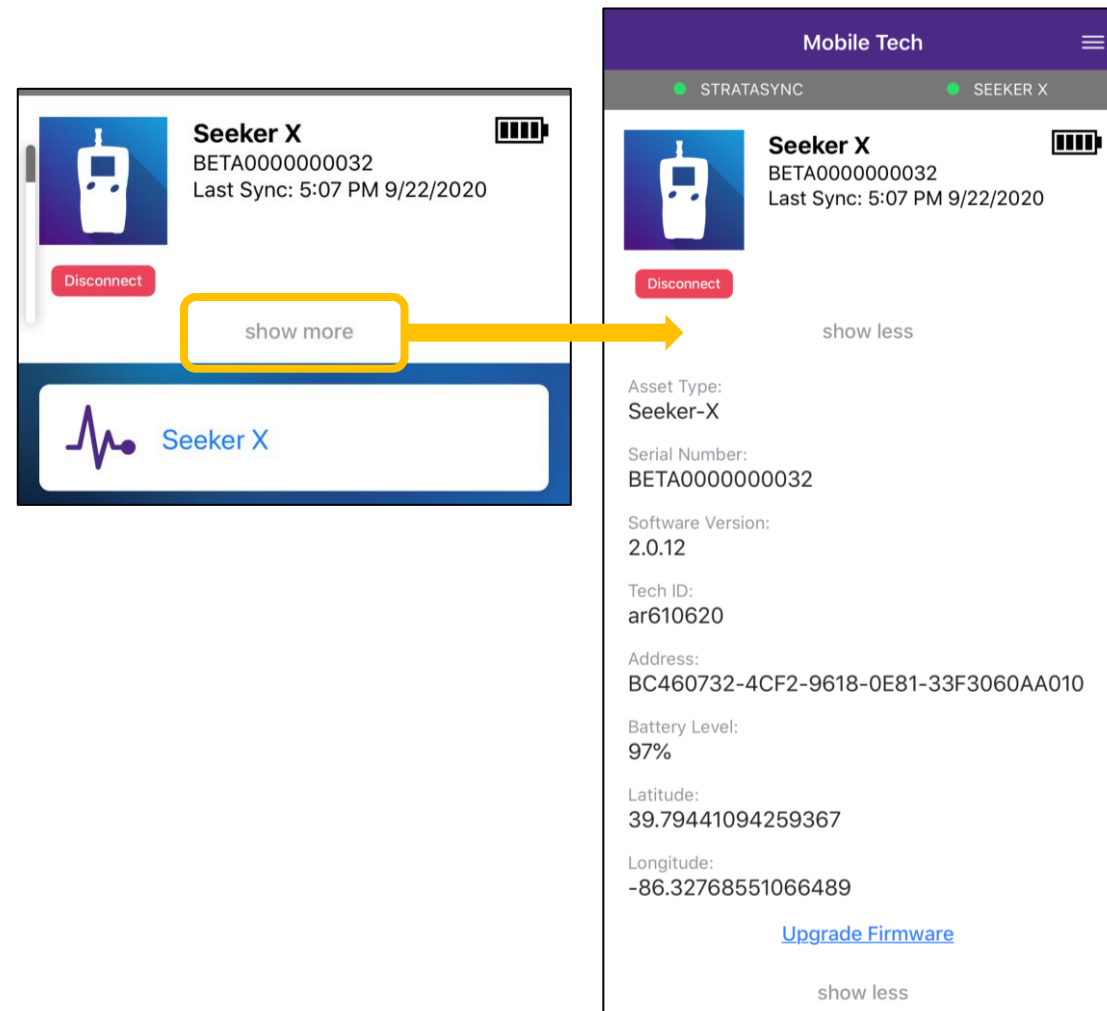 Seeker X
BETA0000000032
Last Sync: 5:07 PM 9/22/2020
Disconnect
show more
Seeker X
Mobile Tech
STRATASYNC
SEEKER X
Seeker X
BETA0000000032
Last Sync: 5:07 PM 9/22/2020
Disconnect
show less
Asset Type:
Seeker-X
Serial Number:
BETA0000000032
Software Version:
2.0.12
Tech ID:
ar610620
Address:
BC460732-4CF2-9618-0E81-33F3060AA010
Battery Level:
97%
Latitude:
39.79441094259367
Longitude:
-86.32768551066489
Upgrade Firmware
show less